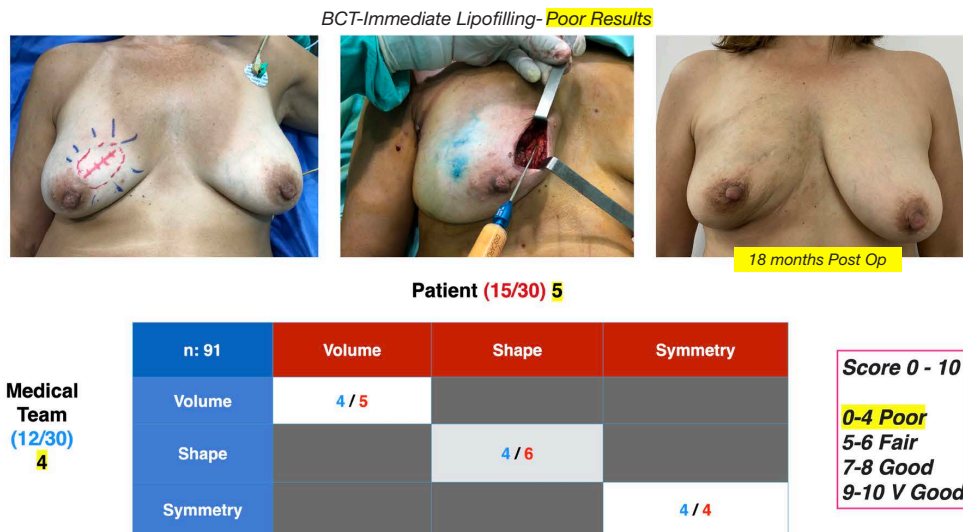 BCT-Immediate Lipofilling- Poor Results
18 months Post Op
Patient (15/30) 5
n: 91 Volume Shape Symmetry
Medical
Team
(12/30)
4
Volume 4 / 5
Shape 4 / 6
Symmetry 4 / 4
Score 0 - 10
0-4 Poor
5-6 Fair
7-8 Good
9-10 V Good